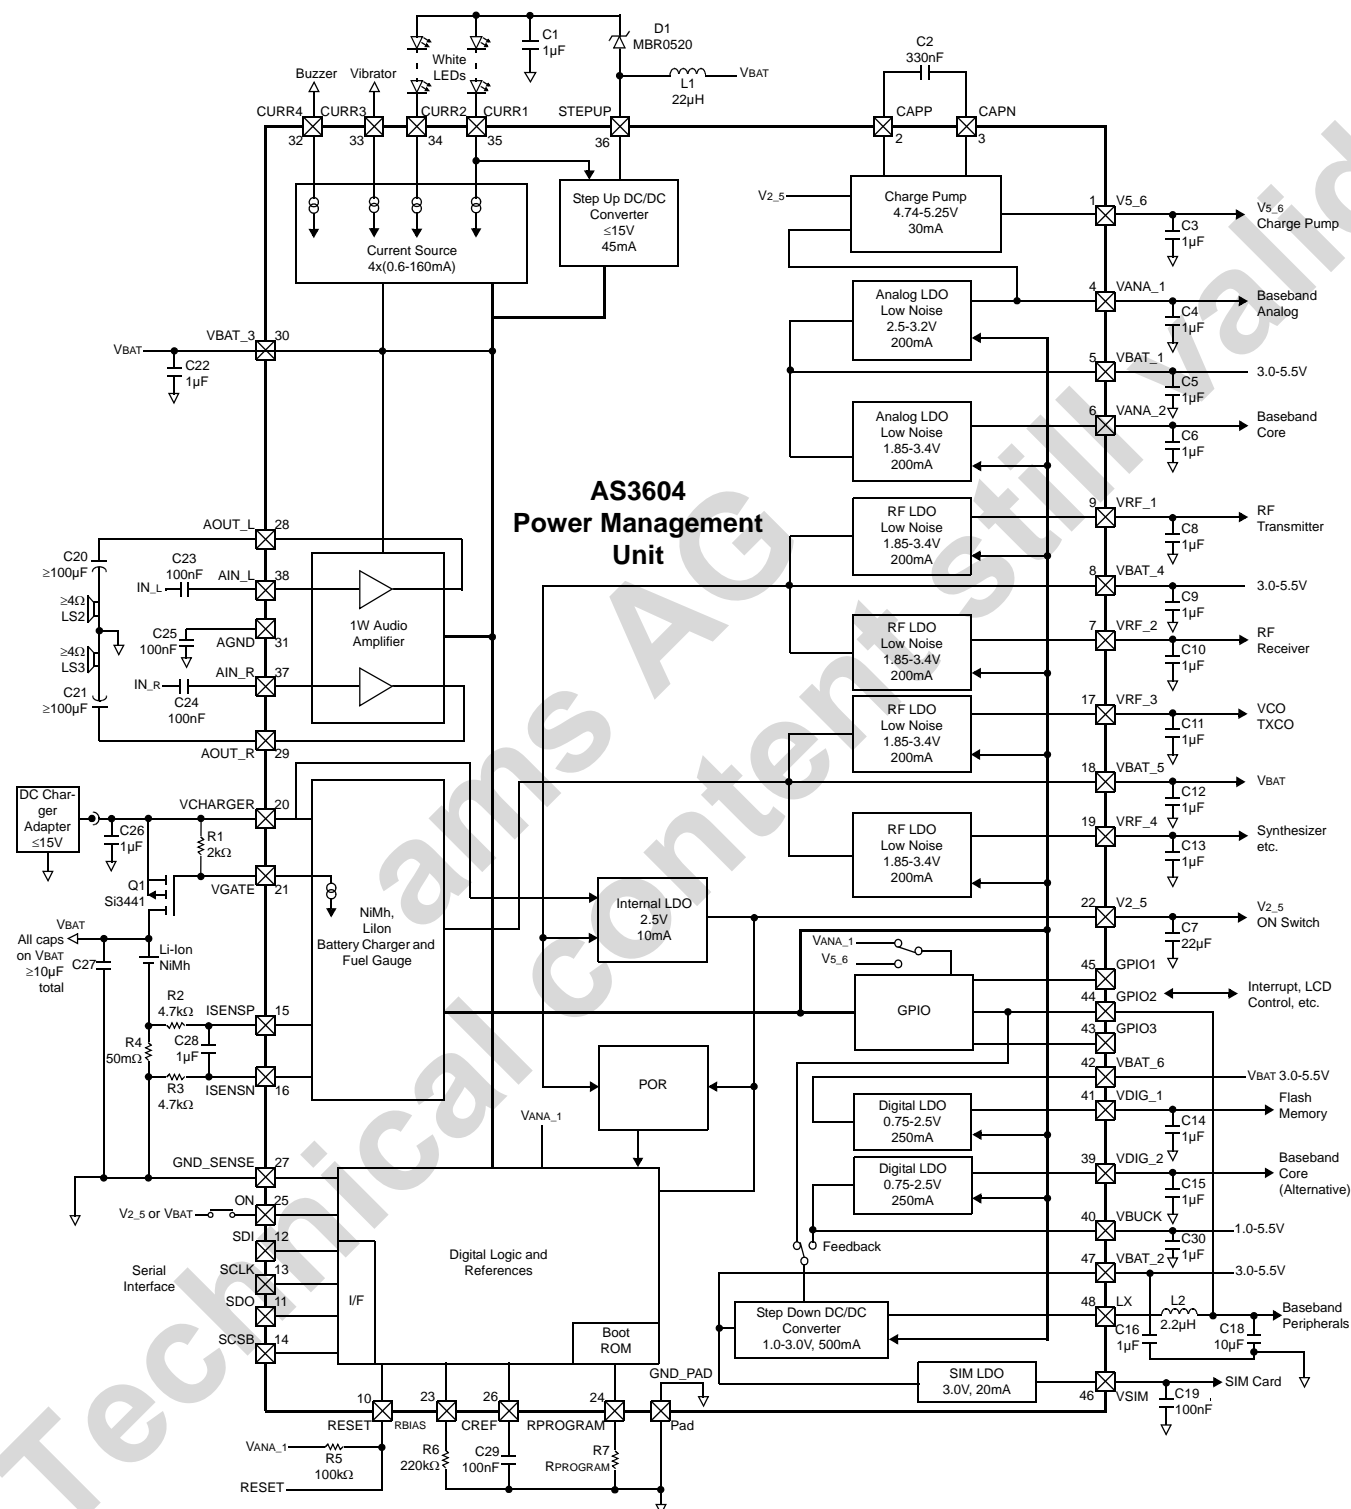 C1
1µF
D1
MBR0520
C2
330nF
White
LEDs
Buzzer
Vibrator
VBAT
L1
22µH
CURR4
CURR3
CURR2
CURR1
STEPUP
CAPP
CAPN
32
33
34
35
36
2
3
Step Up DC/DC
Converter
≤15V
45mA
V2_5
Charge Pump
4.74-5.25V
30mA
1
V5_6
C3
1µF
V5_6
Charge Pump
Current Source
4x(0.6-160mA)
Analog LDO
Low Noise
2.5-3.2V
200mA
4
VANA_1
C4
1µF
Baseband
Analog
VBAT_3
30
VBAT
C22
1µF
5
VBAT_1
C5
1µF
3.0-5.5V
Analog LDO
Low Noise
1.85-3.4V
200mA
6
VANA_2
C6
1µF
Baseband
Core
AS3604
Power Management
Unit
RF LDO
Low Noise
1.85-3.4V
200mA
9
VRF_1
C8
1µF
RF
Transmitter
AOUT_L
28
C20
≥100µF
C23
100nF
AIN_L
38
IN_L
≥4Ω
LS2
C25
100nF
AGND
31
1W Audio
Amplifier
≥4Ω
LS3
AIN_R
37
IN_R
C21
≥100µF
C24
100nF
AOUT_R
29
8
VBAT_4
C9
1µF
3.0-5.5V
RF LDO
Low Noise
1.85-3.4V
200mA
7
VRF_2
C10
1µF
RF
Receiver
RF LDO
Low Noise
1.85-3.4V
200mA
17
VRF_3
C11
1µF
VCO
TXCO
18
VBAT_5
C12
1µF
VBAT
RF LDO
Low Noise
1.85-3.4V
200mA
19
VRF_4
C13
1µF
Synthesizer
etc.
DC Char-
ger
Adapter
≤15V
VCHARGER
20
C26
1µF
R1
2kΩ
Q1
Si3441
VGATE
21
NiMh,
LiIon
Battery Charger and
Fuel Gauge
VBAT
All caps
on VBAT
≥10µF
total
C27
Li-Ion
NiMh
R2
4.7kΩ
ISENSP
15
R4
50mΩ
C28
1µF
R3
4.7kΩ
ISENSN
16
Internal LDO
2.5V
10mA
22
V2_5
C7
22µF
V2_5
ON Switch
VANA_1
V5_6
GPIO
45
GPIO1
44
GPIO2
43
GPIO3
Interrupt, LCD
Control, etc.
POR
42
VBAT_6
VBAT 3.0-5.5V
Digital LDO
0.75-2.5V
250mA
41
VDIG_1
C14
1µF
Flash
Memory
VANA_1
Digital LDO
0.75-2.5V
250mA
39
VDIG_2
C15
1µF
Baseband
Core
(Alternative)
GND_SENSE
27
ON
25
V2_5 or VBAT
SDI
12
SCLK
13
SDO
11
SCSB
14
Serial
Interface
I/F
Digital Logic and
References
Boot
ROM
40
VBUCK
C30
1µF
1.0-5.5V
Feedback
47
VBAT_2
3.0-5.5V
Step Down DC/DC
Converter
1.0-3.0V, 500mA
48
LX
L2
2.2µH
C16
1µF
C18
10µF
Baseband
Peripherals
SIM LDO
3.0V, 20mA
46
VSIM
C19
100nF
SIM Card
GND_PAD
10
23
26
24
RESET
RBIAS
CREF
RPROGRAM
Pad
VANA_1
R5
100kΩ
RESET
R6
220kΩ
C29
100nF
R7
RPROGRAM
ams AG
Technical content still valid